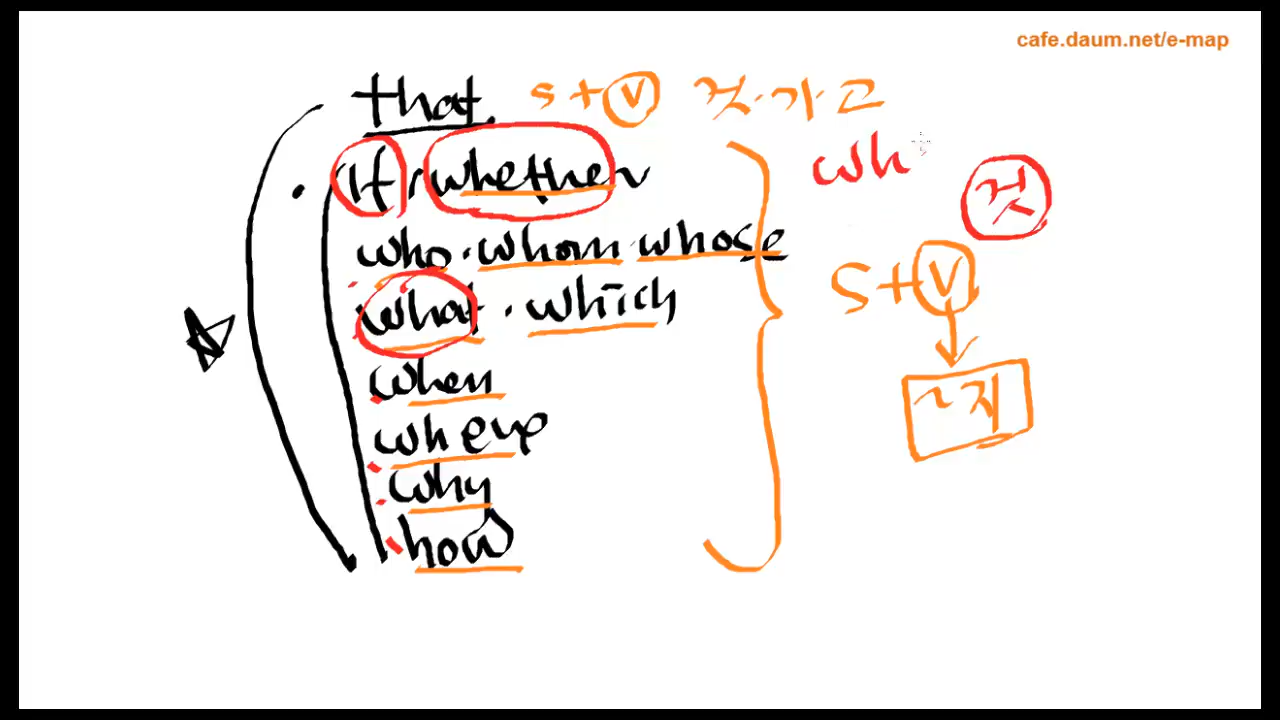 cafe.daum.net/e-map
that. s+v 것·가·고
· If, whether wh
것
who · whom · whose
what · which s+v
when ~지
where
why
how